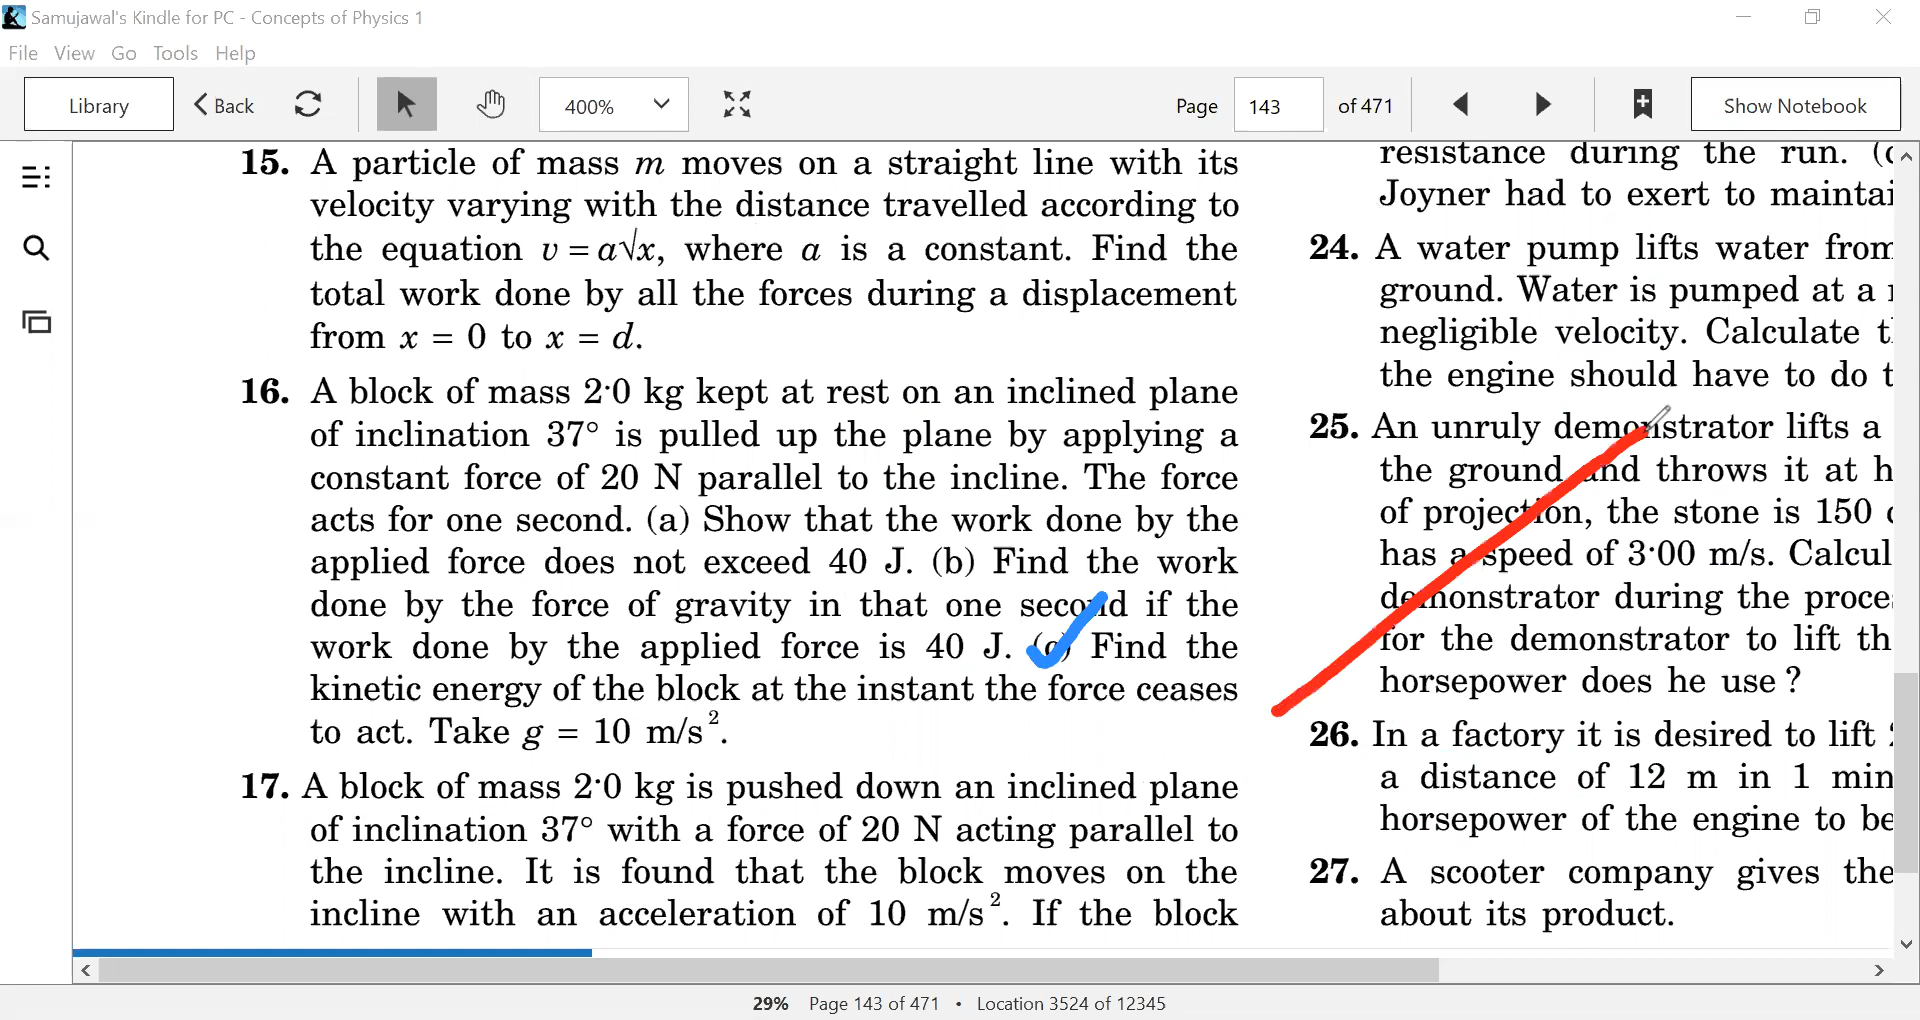 Samujawal's Kindle for PC - Concepts of Physics 1
File View Go Tools Help
Library Back 400% Page 143 of 471 Show Notebook
15. A particle of mass m moves on a straight line with its
velocity varying with the distance travelled according to
the equation v = a√x, where a is a constant. Find the
total work done by all the forces during a displacement
from x = 0 to x = d.
16. A block of mass 2·0 kg kept at rest on an inclined plane
of inclination 37° is pulled up the plane by applying a
constant force of 20 N parallel to the incline. The force
acts for one second. (a) Show that the work done by the
applied force does not exceed 40 J. (b) Find the work
done by the force of gravity in that one second if the
work done by the applied force is 40 J. (c) Find the
kinetic energy of the block at the instant the force ceases
to act. Take g = 10 m/s².
17. A block of mass 2·0 kg is pushed down an inclined plane
of inclination 37° with a force of 20 N acting parallel to
the incline. It is found that the block moves on the
incline with an acceleration of 10 m/s². If the block
resistance during the run.
Joyner had to exert to
24. A water pump lifts water from
ground. Water is pumped at a
negligible velocity. Calculate
the engine should have to do
25. An unruly demonstrator lifts a
the ground and throws it at
of projection, the stone is 150
has a speed of 3·00 m/s.
demonstrator during the
for the demonstrator to lift
horsepower does he use ?
26. In a factory it is desired to lift
a distance of 12 m in 1 min
horsepower of the engine to be
27. A scooter company gives the
about its product.
29% Page 143 of 471 • Location 3524 of 12345